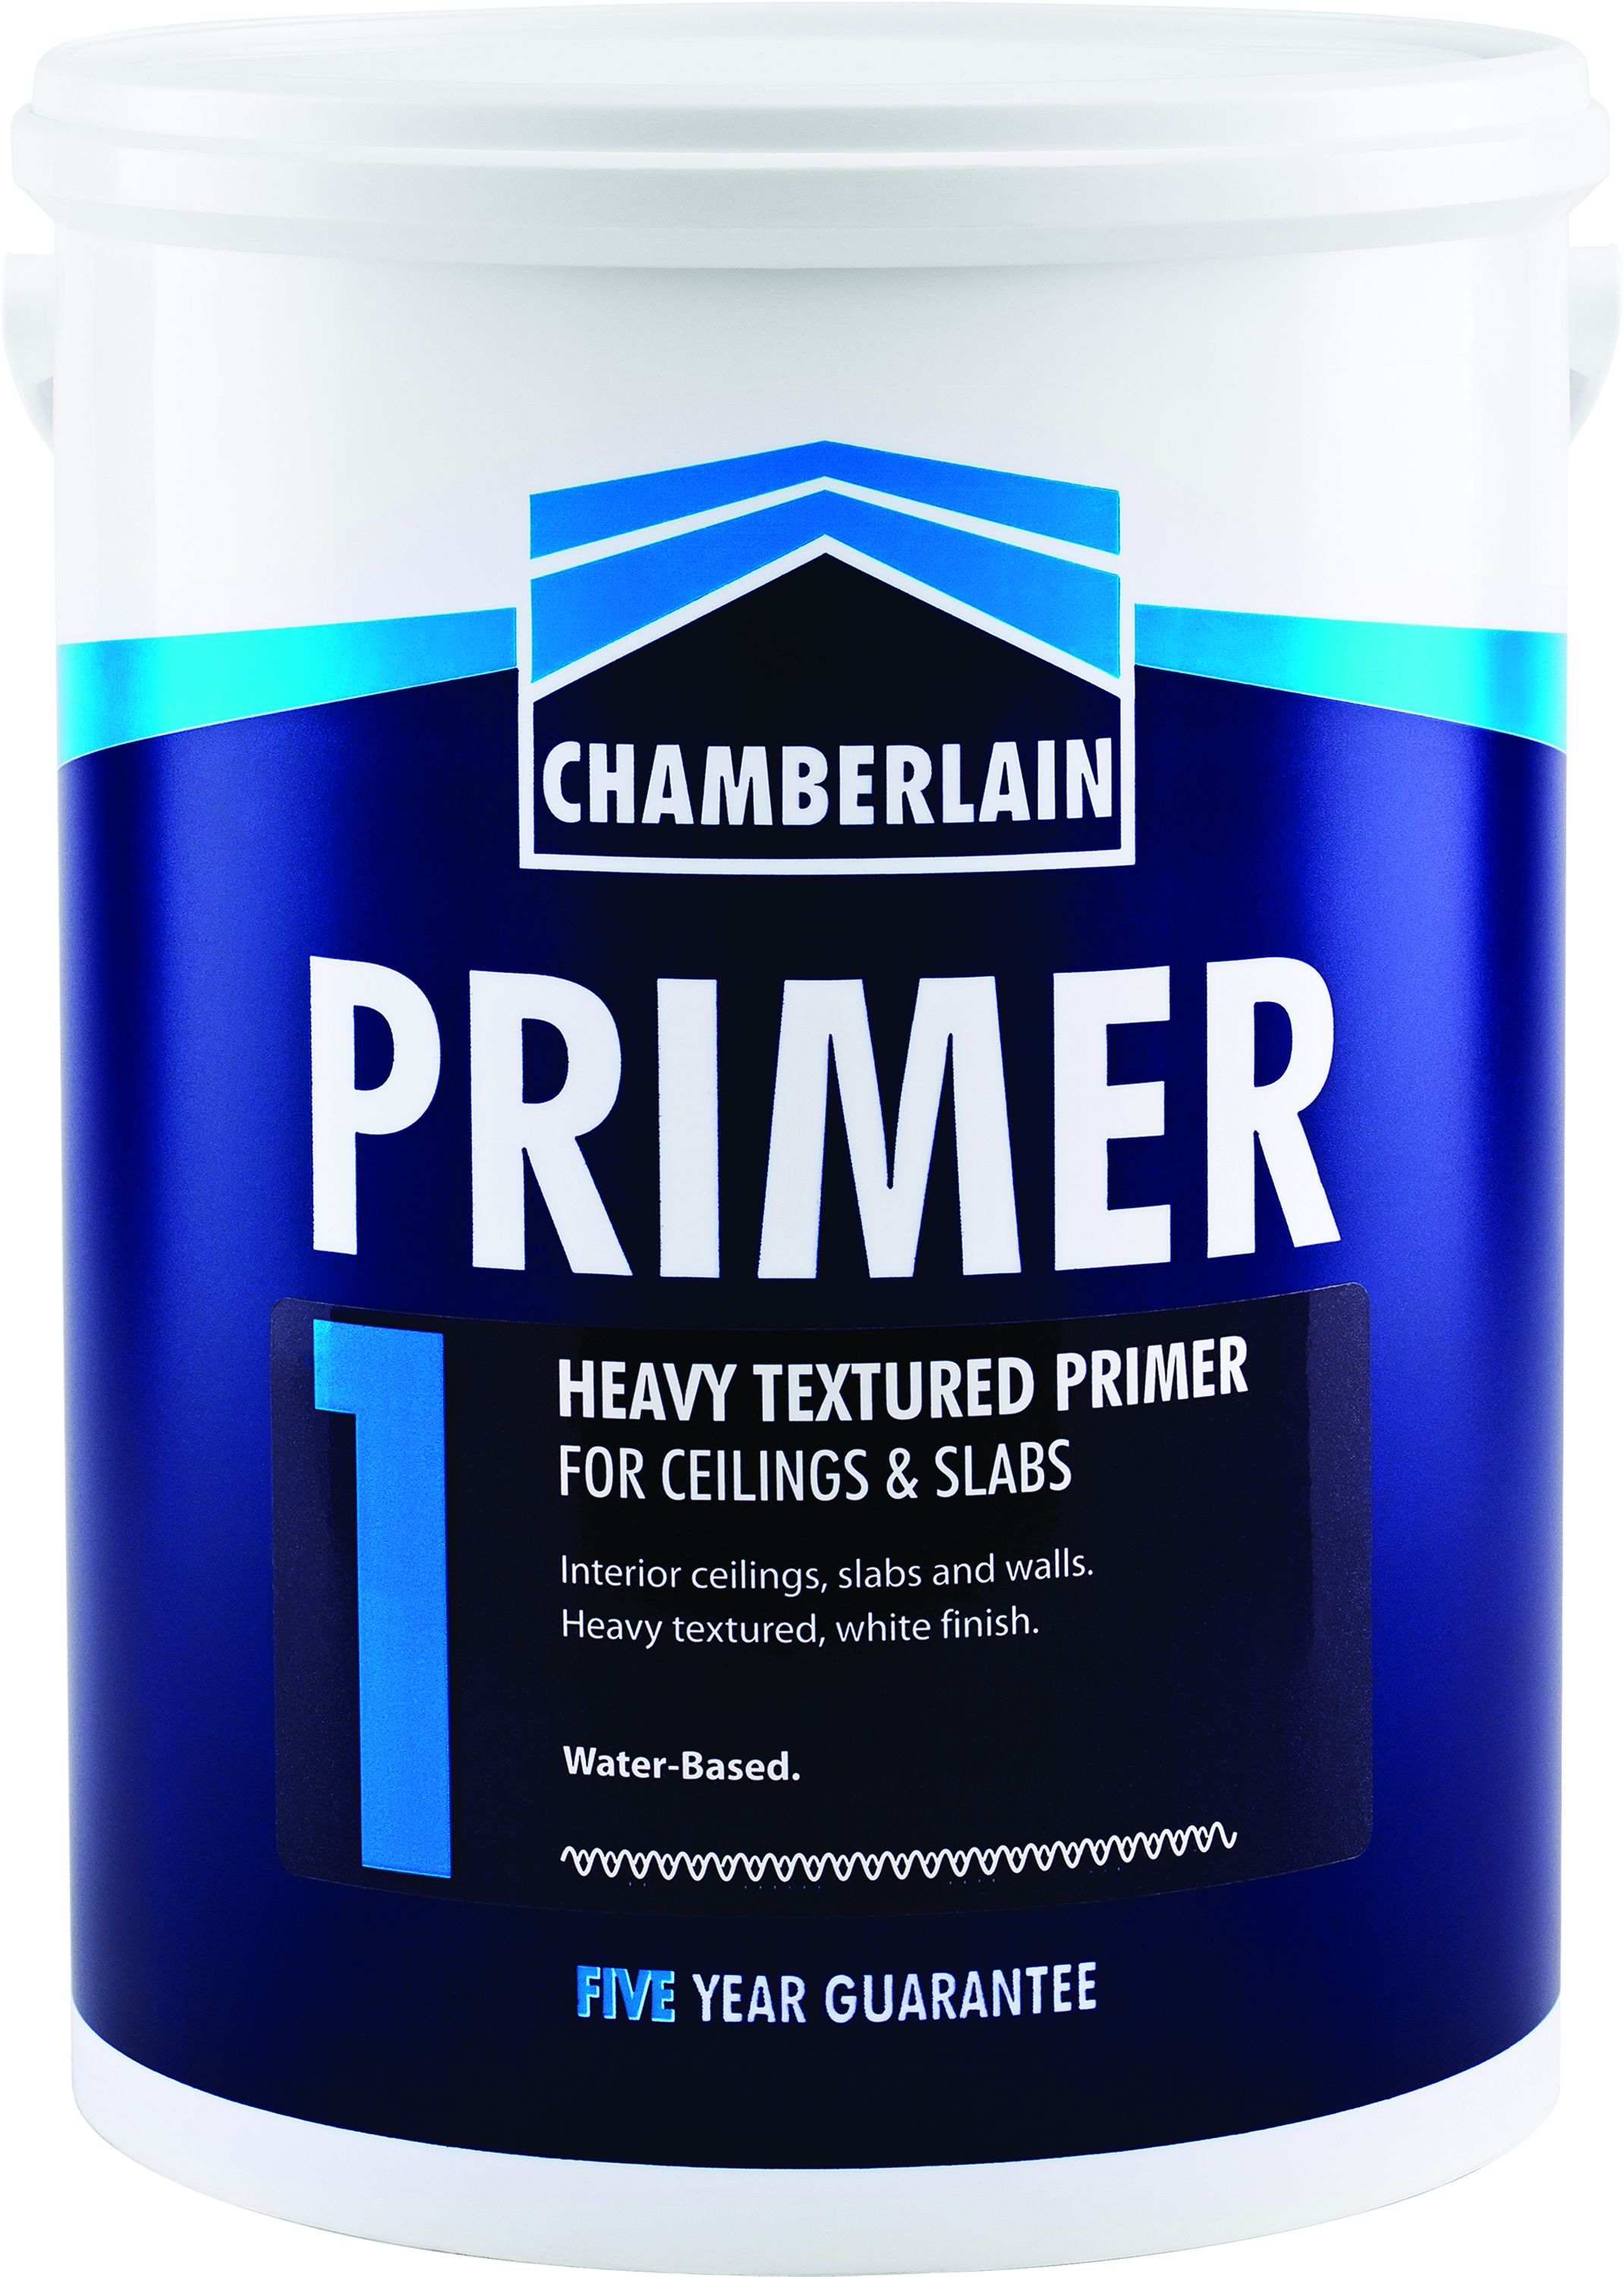 CHAMBERLAIN
PRIMER
1
HEAVY TEXTURED PRIMER
FOR CEILINGS & SLABS
Interior ceilings, slabs and walls.
Heavy textured, white finish.
Water-Based.
FIVE YEAR GUARANTEE